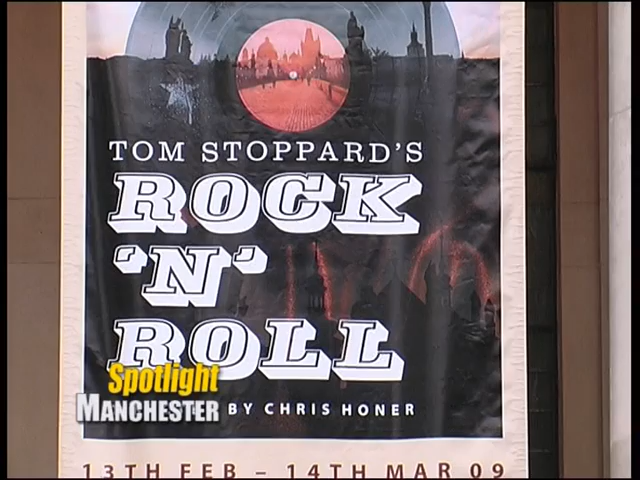 TOM STOPPARD'S
ROCK
'N'
ROLL
Spotlight
MANCHESTER
BY CHRIS HONER
13TH FEB – 14TH MAR 09